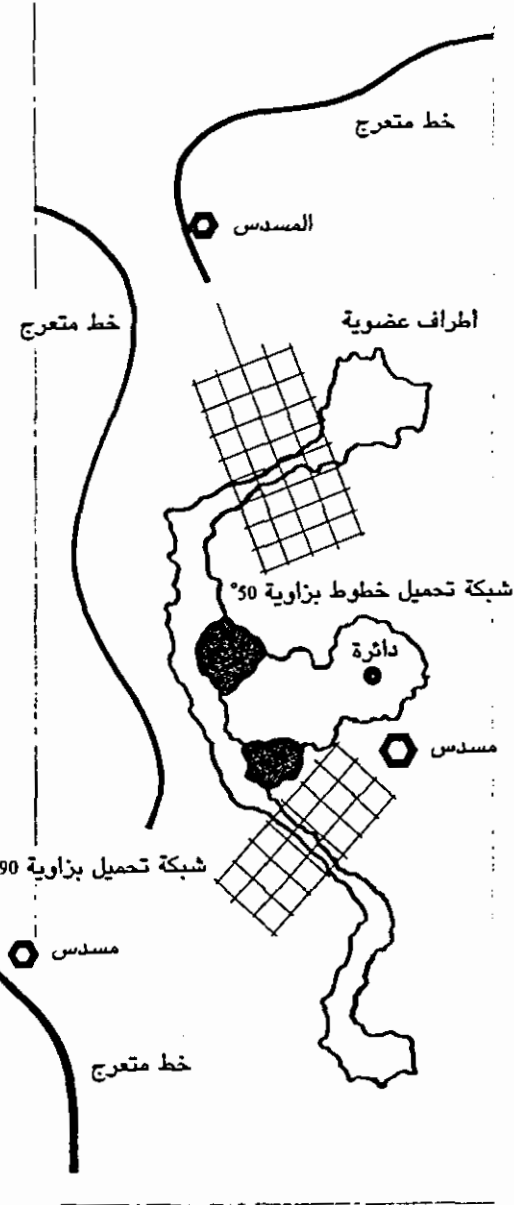 خط متعرج
المسدس
خط متعرج
أطراف عضوية
شبكة تحميل خطوط بزاوية 50°
دائرة
مسدس
شبكة تحميل بزاوية 90
مسدس
خط متعرج